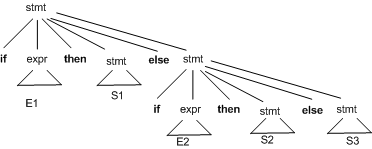 stmt
if expr then stmt else stmt
E1 S1
if expr then stmt else stmt
E2 S2 S3